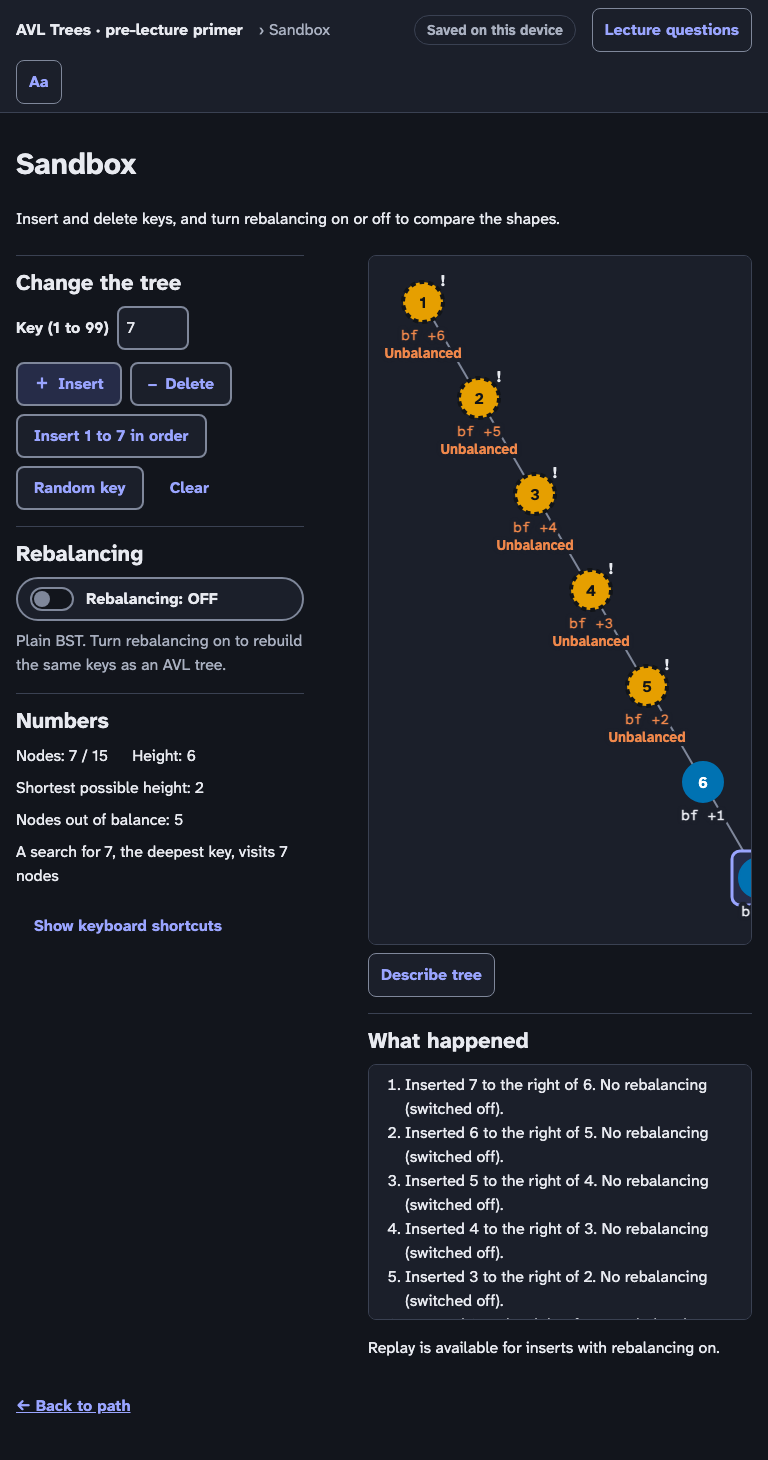 AVL Trees · pre-lecture primer › Sandbox
Saved on this device
Lecture questions
Aa
Sandbox
Insert and delete keys, and turn rebalancing on or off to compare the shapes.
Change the tree
Key (1 to 99) 7
+ Insert
– Delete
Insert 1 to 7 in order
Random key
Clear
Rebalancing
Rebalancing: OFF
Plain BST. Turn rebalancing on to rebuild
the same keys as an AVL tree.
Numbers
Nodes: 7 / 15 Height: 6
Shortest possible height: 2
Nodes out of balance: 5
A search for 7, the deepest key, visits 7
nodes
Show keyboard shortcuts
!
1
bf +6
Unbalanced
!
2
bf +5
Unbalanced
!
3
bf +4
Unbalanced
!
4
bf +3
Unbalanced
!
5
bf +2
Unbalanced
6
bf +1
b
Describe tree
What happened
1. Inserted 7 to the right of 6. No rebalancing
(switched off).
2. Inserted 6 to the right of 5. No rebalancing
(switched off).
3. Inserted 5 to the right of 4. No rebalancing
(switched off).
4. Inserted 4 to the right of 3. No rebalancing
(switched off).
5. Inserted 3 to the right of 2. No rebalancing
(switched off).
Replay is available for inserts with rebalancing on.
← Back to path